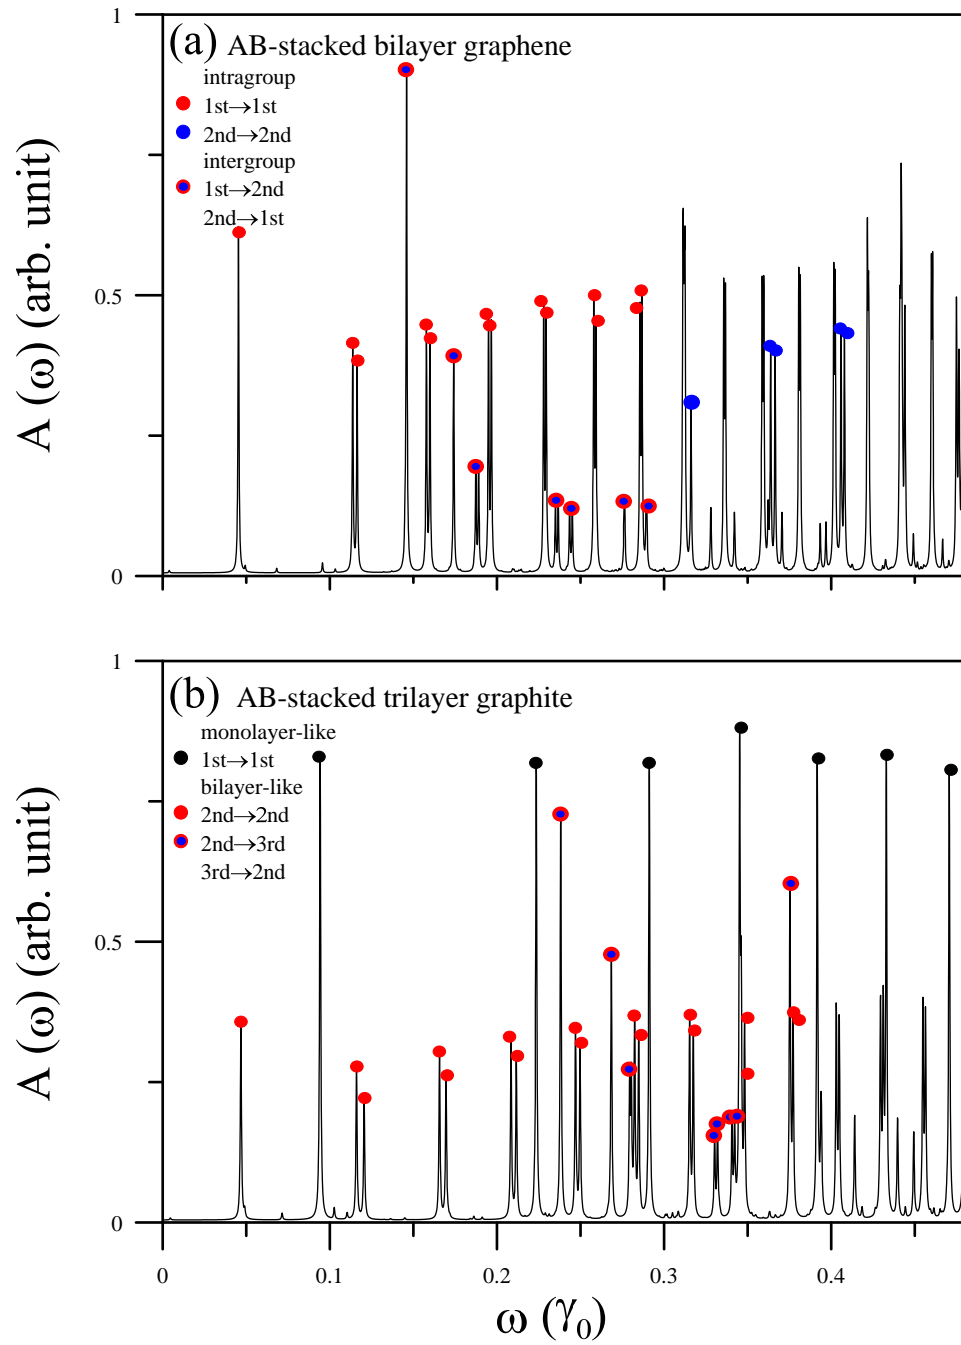 1
(a) AB-stacked bilayer graphene
intragroup
1st→1st
2nd→2nd
intergroup
1st→2nd
2nd→1st
A (ω) (arb. unit)
0.5
0
1
(b) AB-stacked trilayer graphite
monolayer-like
1st→1st
bilayer-like
2nd→2nd
2nd→3rd
3rd→2nd
A (ω) (arb. unit)
0.5
0
0 0.1 0.2 0.3 0.4
ω (γ0)